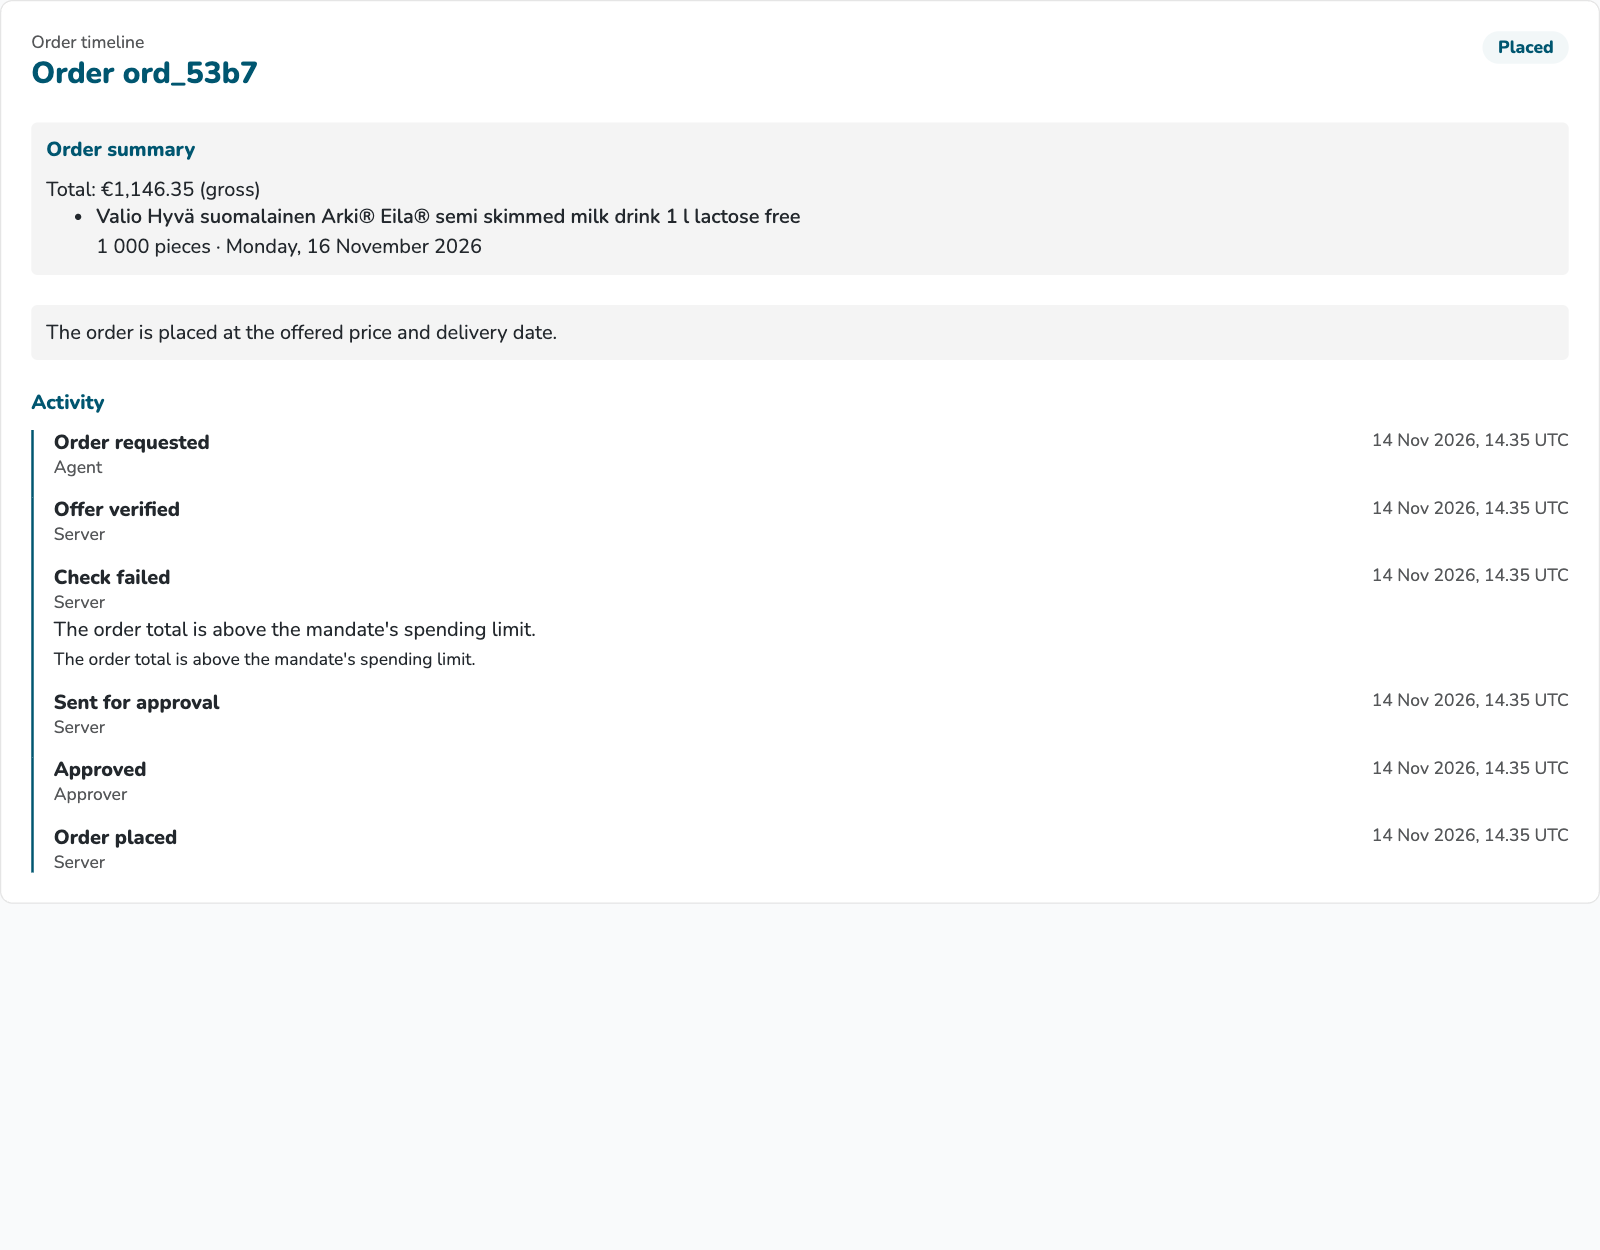 Order timeline
Order ord_53b7
Placed
Order summary
Total: €1,146.35 (gross)
• Valio Hyvä suomalainen Arki® Eila® semi skimmed milk drink 1 l lactose free
1 000 pieces · Monday, 16 November 2026
The order is placed at the offered price and delivery date.
Activity
Order requested
14 Nov 2026, 14.35 UTC
Agent
Offer verified
14 Nov 2026, 14.35 UTC
Server
Check failed
14 Nov 2026, 14.35 UTC
Server
The order total is above the mandate's spending limit.
The order total is above the mandate's spending limit.
Sent for approval
14 Nov 2026, 14.35 UTC
Server
Approved
14 Nov 2026, 14.35 UTC
Approver
Order placed
14 Nov 2026, 14.35 UTC
Server